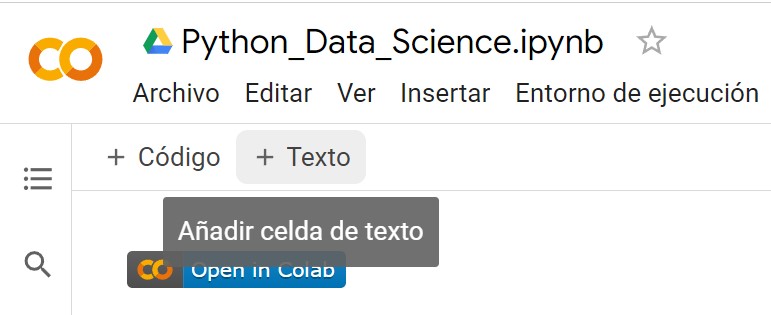 Python_Data_Science.ipynb
Archivo Editar Ver Insertar Entorno de ejecución
+ Código + Texto
Añadir celda de texto
Open in Colab